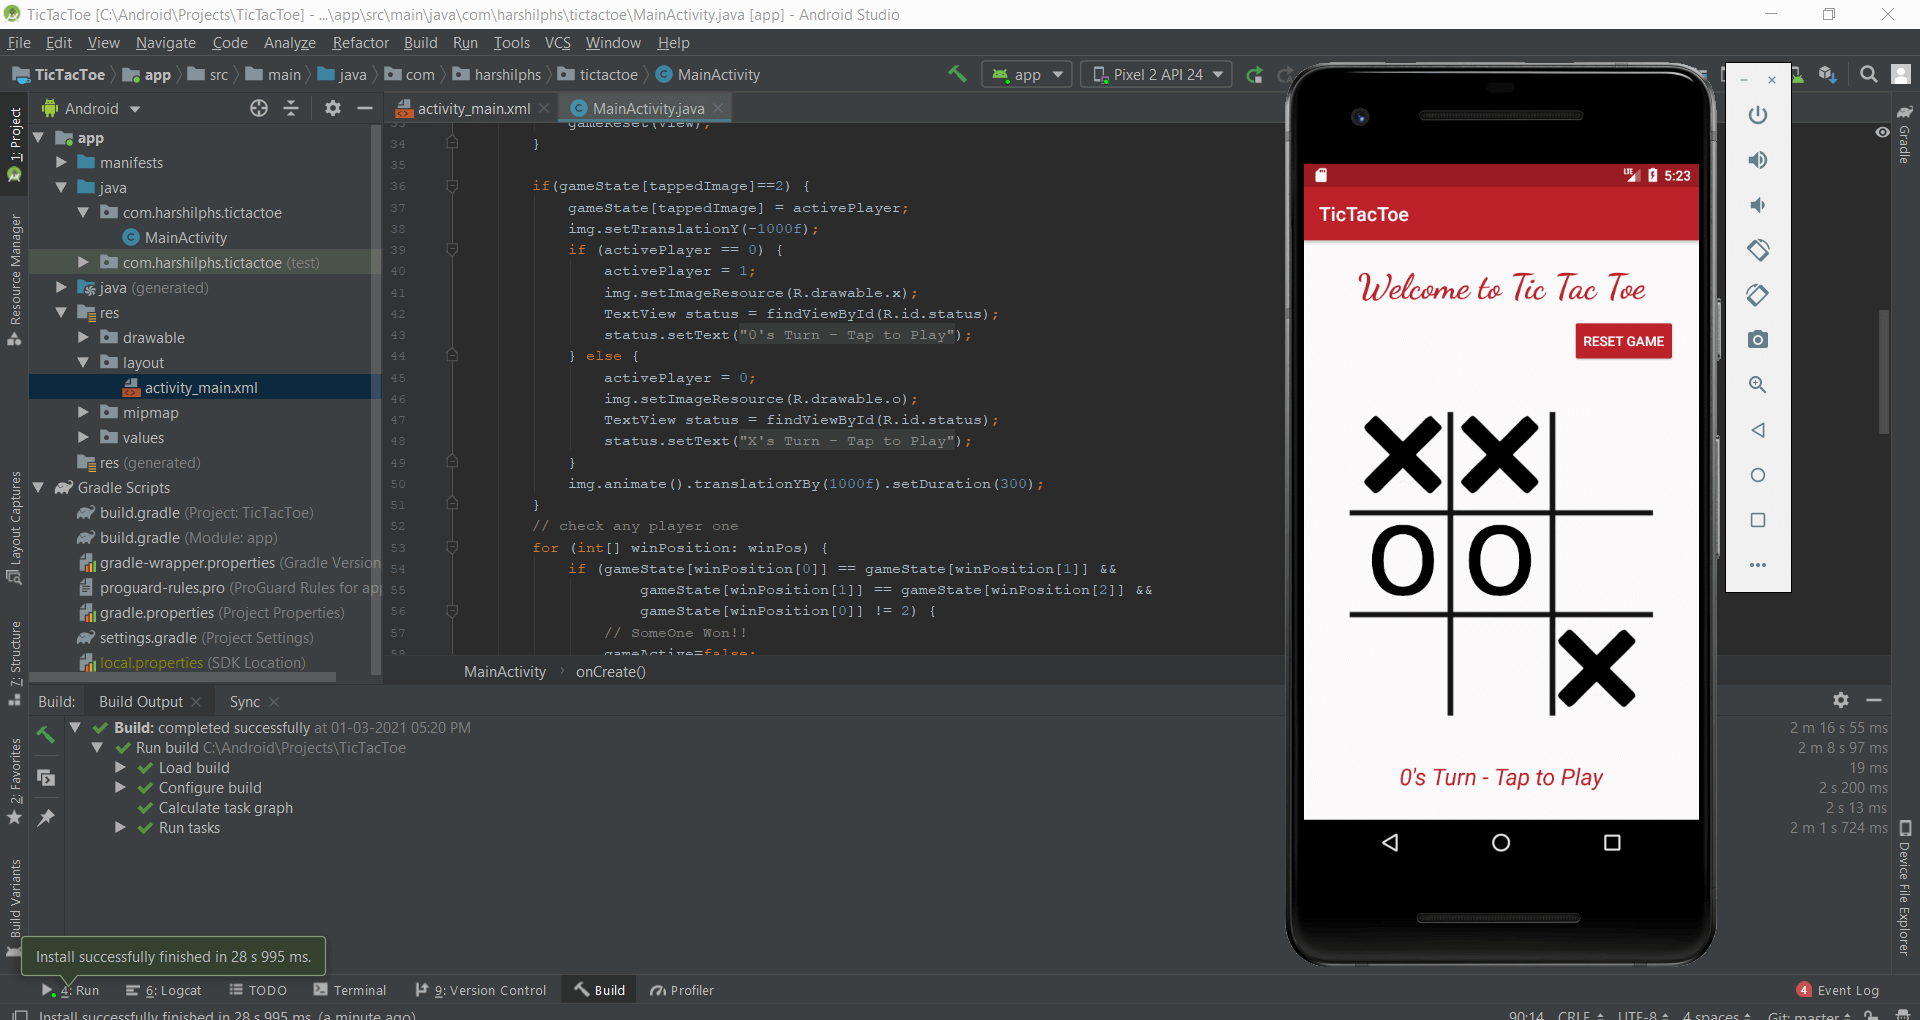 TicTacToe [C:\Android\Projects\TicTacToe] - ...\app\src\main\java\com\harshilphs\tictactoe\MainActivity.java [app] - Android Studio
File Edit View Navigate Code Analyze Refactor Build Run Tools VCS Window Help
TicTacToe app src main java com harshilphs tictactoe MainActivity app Pixel 2 API 24
1: Project
Resource Manager
Layout Captures
7: Structure
2: Favorites
Build Variants
Android
app
manifests
java
com.harshilphs.tictactoe
MainActivity
com.harshilphs.tictactoe (test)
java (generated)
res
drawable
layout
activity_main.xml
mipmap
values
res (generated)
Gradle Scripts
build.gradle (Project: TicTacToe)
build.gradle (Module: app)
gradle-wrapper.properties (Gradle Version
proguard-rules.pro (ProGuard Rules for app
gradle.properties (Project Properties)
settings.gradle (Project Settings)
local.properties (SDK Location)
activity_main.xml MainActivity.java
33 gameReset(view);
34 }
35
36 if(gameState[tappedImage]==2) {
37 gameState[tappedImage] = activePlayer;
38 img.setTranslationY(-1000f);
39 if (activePlayer == 0) {
40 activePlayer = 1;
41 img.setImageResource(R.drawable.x);
42 TextView status = findViewById(R.id.status);
43 status.setText("0's Turn - Tap to Play");
44 } else {
45 activePlayer = 0;
46 img.setImageResource(R.drawable.o);
47 TextView status = findViewById(R.id.status);
48 status.setText("X's Turn - Tap to Play");
49 }
50 img.animate().translationYBy(1000f).setDuration(300);
51 }
52 // check any player one
53 for (int[] winPosition: winPos) {
54 if (gameState[winPosition[0]] == gameState[winPosition[1]] &&
55 gameState[winPosition[1]] == gameState[winPosition[2]] &&
56 gameState[winPosition[0]] != 2) {
57 // SomeOne Won!!
58 gameActive=false;
MainActivity onCreate()
LTE 5:23
TicTacToe
Welcome to Tic Tac Toe
RESET GAME
0's Turn - Tap to Play
Gradle
Device File Explorer
Build: Build Output Sync
Build: completed successfully at 01-03-2021 05:20 PM 2 m 16 s 55 ms
Run build C:\Android\Projects\TicTacToe 2 m 8 s 97 ms
Load build 19 ms
Configure build 2 s 200 ms
Calculate task graph 2 s 13 ms
Run tasks 2 m 1 s 724 ms
Install successfully finished in 28 s 995 ms.
4: Run 6: Logcat TODO Terminal 9: Version Control Build Profiler 4 Event Log
Install successfully finished in 28 s 995 ms. (a minute ago) 90:14 CRLF UTF-8 4 spaces Git: master